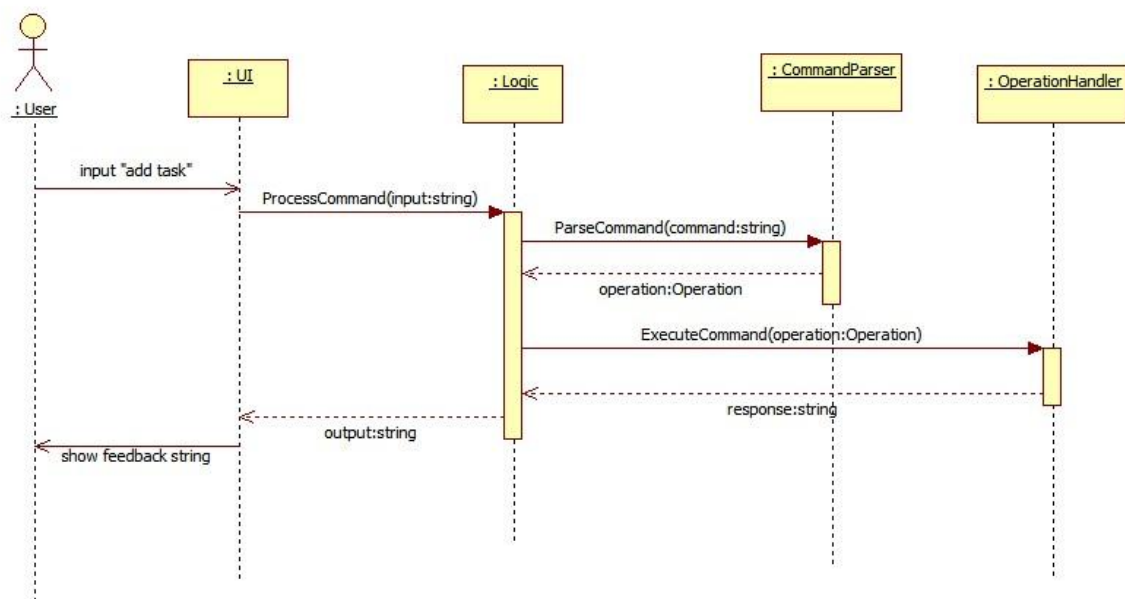 : User
: UI
: Logic
: CommandParser
: OperationHandler
input "add task"
ProcessCommand(input:string)
ParseCommand(command:string)
operation:Operation
ExecuteCommand(operation:Operation)
response:string
output:string
show feedback string